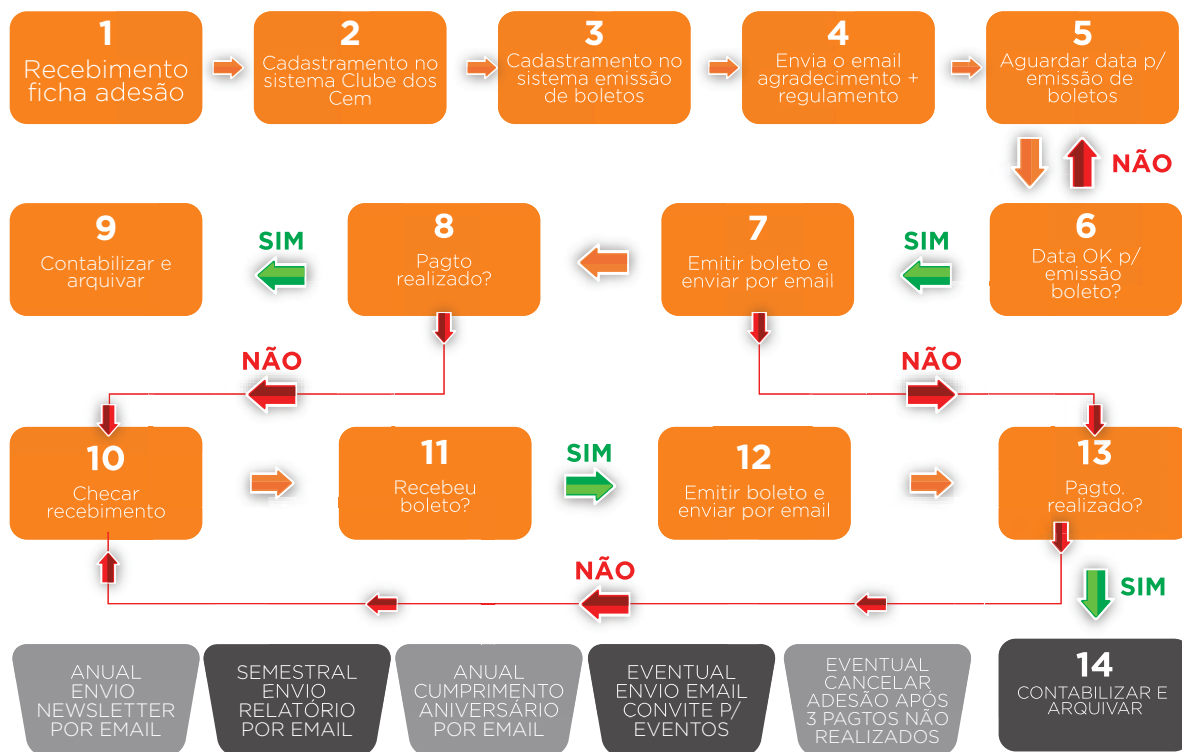 1
Recebimento
ficha adesão
2
Cadastramento no
sistema Clube dos
Cem
3
Cadastramento no
sistema emissão
de boletos
4
Envia o email
agradecimento +
regulamento
5
Aguardar data p/
emissão de
boletos
NÃO
9
Contabilizar e
arquivar
SIM
8
Pagto
realizado?
7
Emitir boleto e
enviar por email
SIM
6
Data OK p/
emissão
boleto?
NÃO
NÃO
10
Checar
recebimento
11
Recebeu
boleto?
SIM
12
Emitir boleto e
enviar por email
13
Pagto.
realizado?
NÃO
SIM
ANUAL
ENVIO
NEWSLETTER
POR EMAIL
SEMESTRAL
ENVIO
RELATÓRIO
POR EMAIL
ANUAL
CUMPRIMENTO
ANIVERSÁRIO
POR EMAIL
EVENTUAL
ENVIO EMAIL
CONVITE P/
EVENTOS
EVENTUAL
CANCELAR
ADESÃO APÓS
3 PAGTOS NÃO
REALIZADOS
14
CONTABILIZAR E
ARQUIVAR